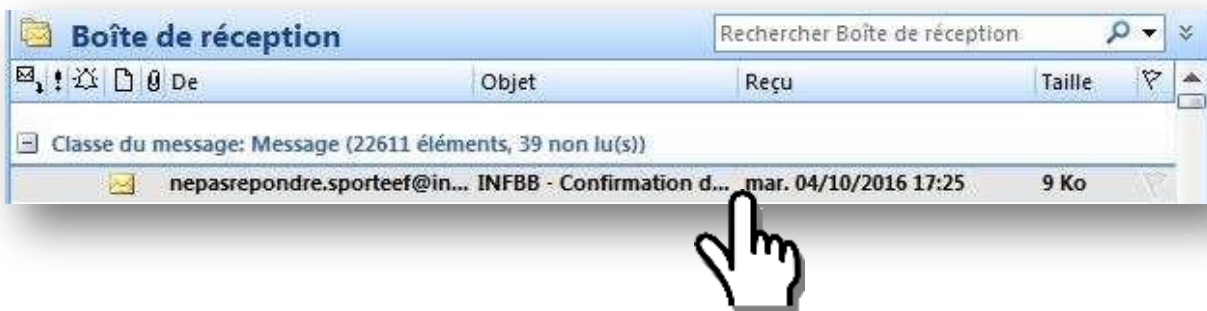 Boîte de réception Rechercher Boîte de réception
De Objet Reçu Taille
Classe du message: Message (22611 éléments, 39 non lu(s))
nepasrepondre.sporteef@in... INFBB - Confirmation d... mar. 04/10/2016 17:25 9 Ko